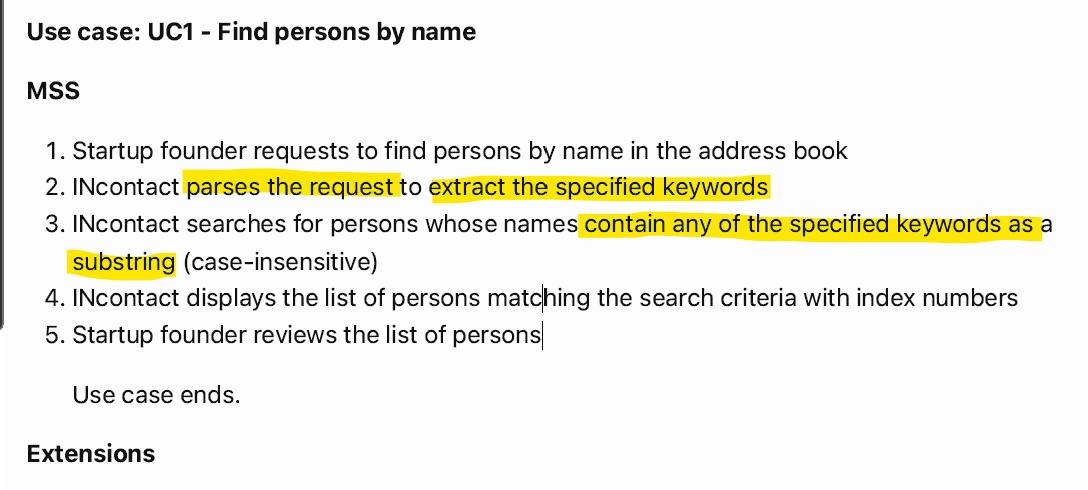 Use case: UC1 - Find persons by name
MSS
1. Startup founder requests to find persons by name in the address book
2. INcontact parses the request to extract the specified keywords
3. INcontact searches for persons whose names contain any of the specified keywords as a
substring (case-insensitive)
4. INcontact displays the list of persons matching the search criteria with index numbers
5. Startup founder reviews the list of persons
Use case ends.
Extensions